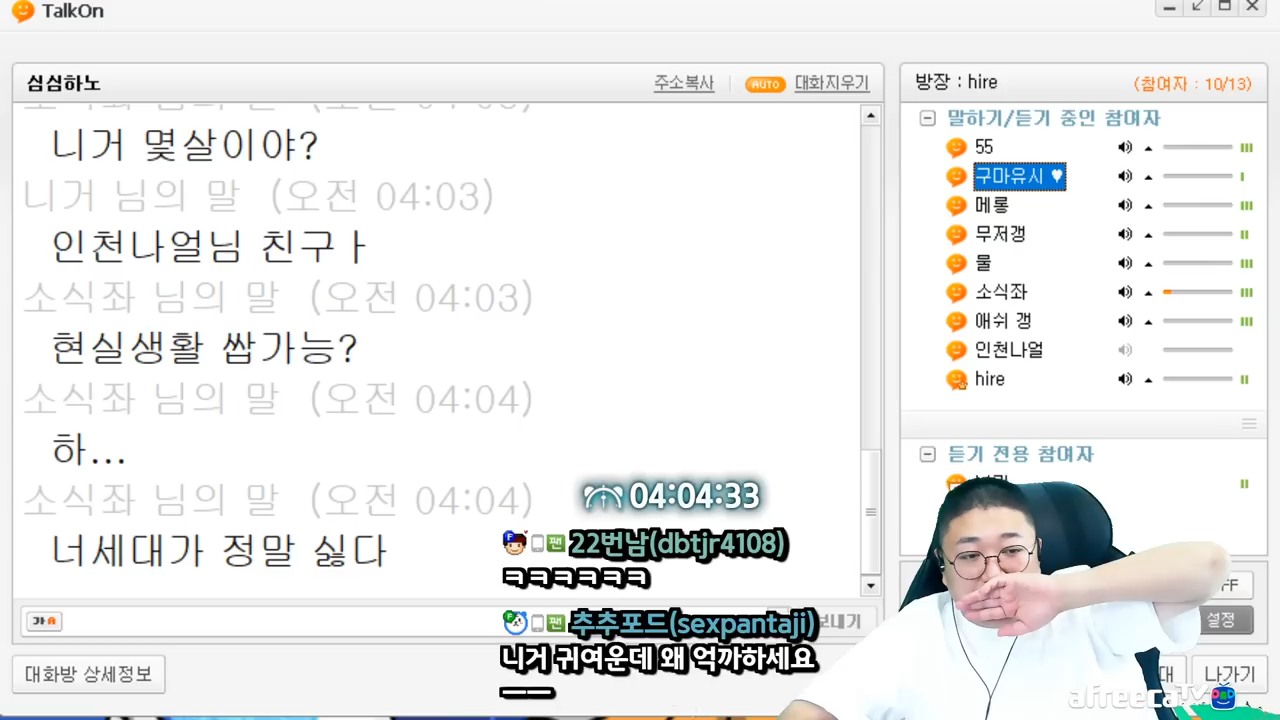 TalkOn
심심하노
주소복사
AUTO 대화지우기
니거 몇살이야?
니거 님의 말 (오전 04:03)
인천나얼님 친구ㅏ
소식좌 님의 말 (오전 04:03)
현실생활 쌉가능?
소식좌 님의 말 (오전 04:04)
하...
소식좌 님의 말 (오전 04:04)
너세대가 정말 싫다
가
대화방 상세정보
방장 : hire (참여자 : 10/13)
말하기/듣기 중인 참여자
55
구마유시 ♥
메롱
무저갱
물
소식좌
애쉬 갱
인천나얼
hire
듣기 전용 참여자
설정
나가기
04:04:33
F 팬 22번남(dbtjr4108)
ㅋㅋㅋㅋㅋㅋ
F 팬 추추포드(sexpantaji)
니거 귀여운데 왜 억까하세요
ㅡㅡ
afreecaTV